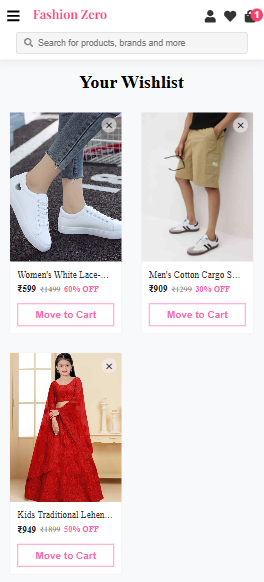 Fashion Zero
1
Search for products, brands and more
Your Wishlist
Women's White Lace-...
₹599 ₹1499 60% OFF
Move to Cart
Men's Cotton Cargo S...
₹909 ₹1299 30% OFF
Move to Cart
Kids Traditional Lehen...
₹949 ₹1899 50% OFF
Move to Cart